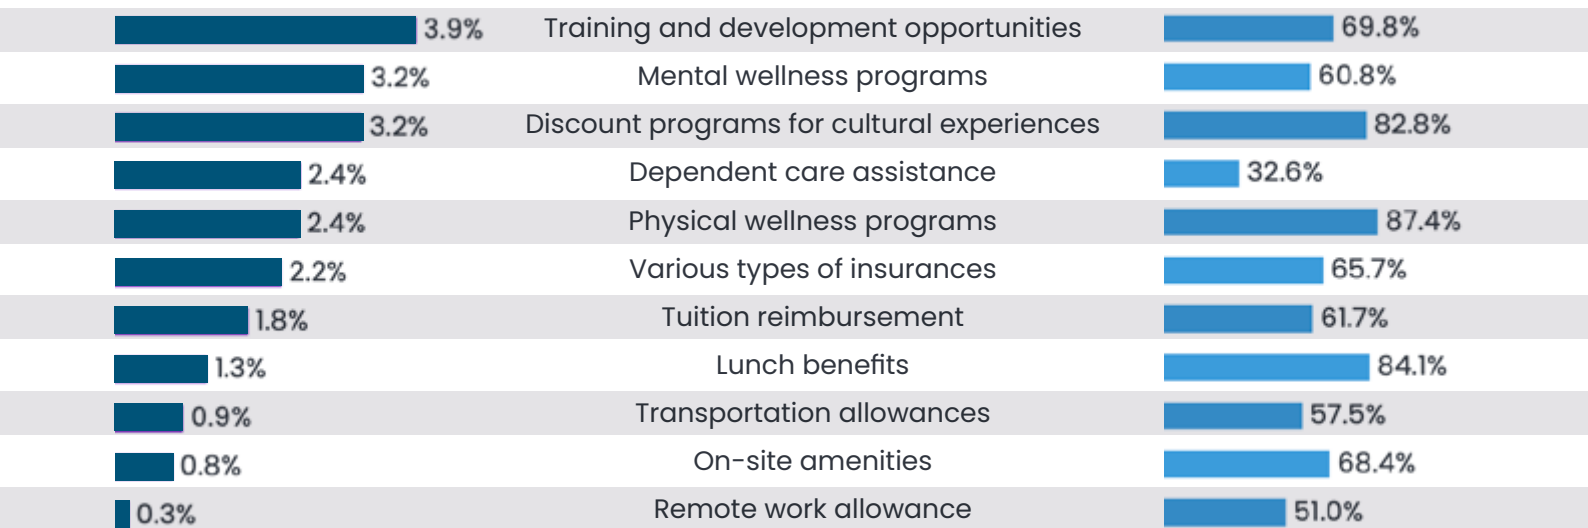 3.9% Training and development opportunities 69.8%
3.2% Mental wellness programs 60.8%
3.2% Discount programs for cultural experiences 82.8%
2.4% Dependent care assistance 32.6%
2.4% Physical wellness programs 87.4%
2.2% Various types of insurances 65.7%
1.8% Tuition reimbursement 61.7%
1.3% Lunch benefits 84.1%
0.9% Transportation allowances 57.5%
0.8% On-site amenities 68.4%
0.3% Remote work allowance 51.0%